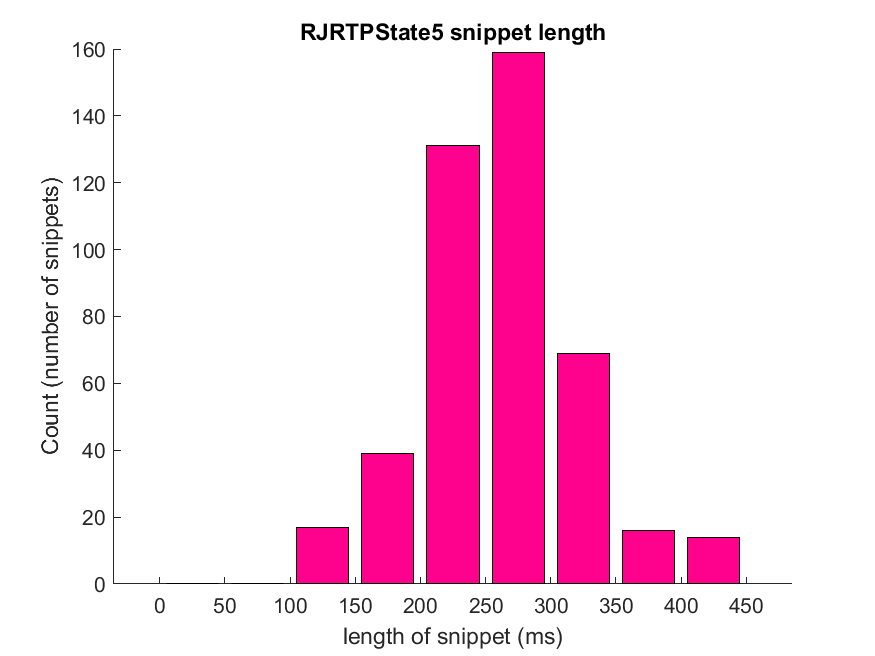 RJRTPState5 snippet length
160
140
120
100
80
60
40
20
0
Count (number of snippets)
0 50 100 150 200 250 300 350 400 450
length of snippet (ms)